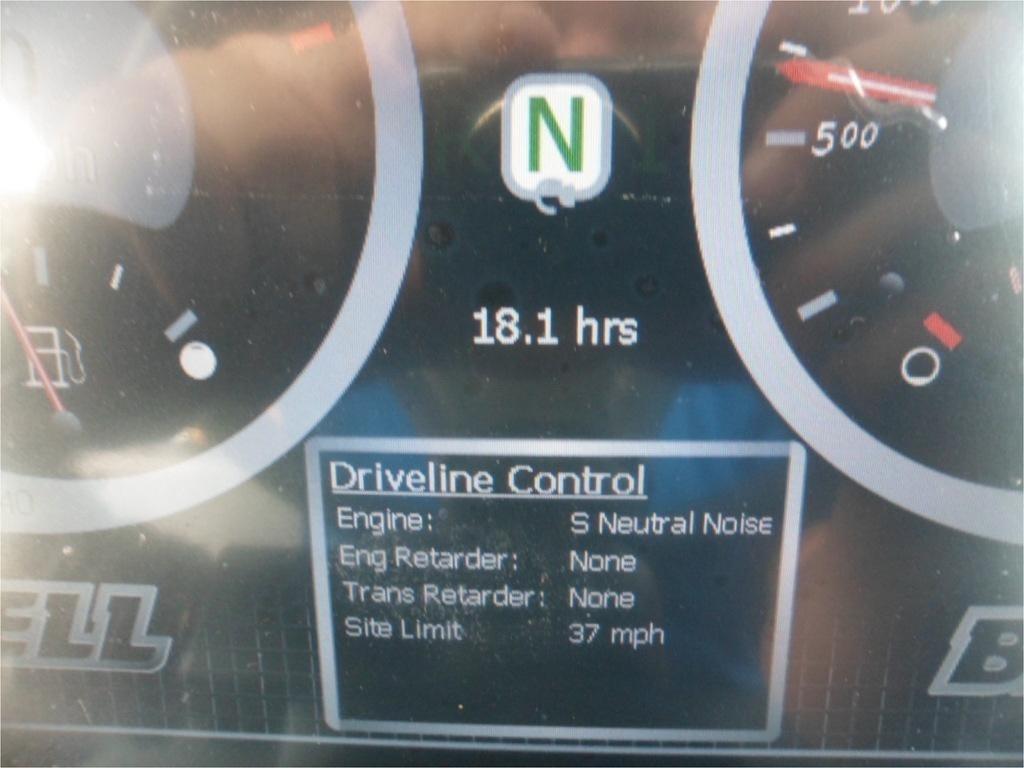 N
500
18.1 hrs
Driveline Control
Engine: S Neutral Noise
Eng Retarder: None
Trans Retarder: None
Site Limit 37 mph
ELL
B